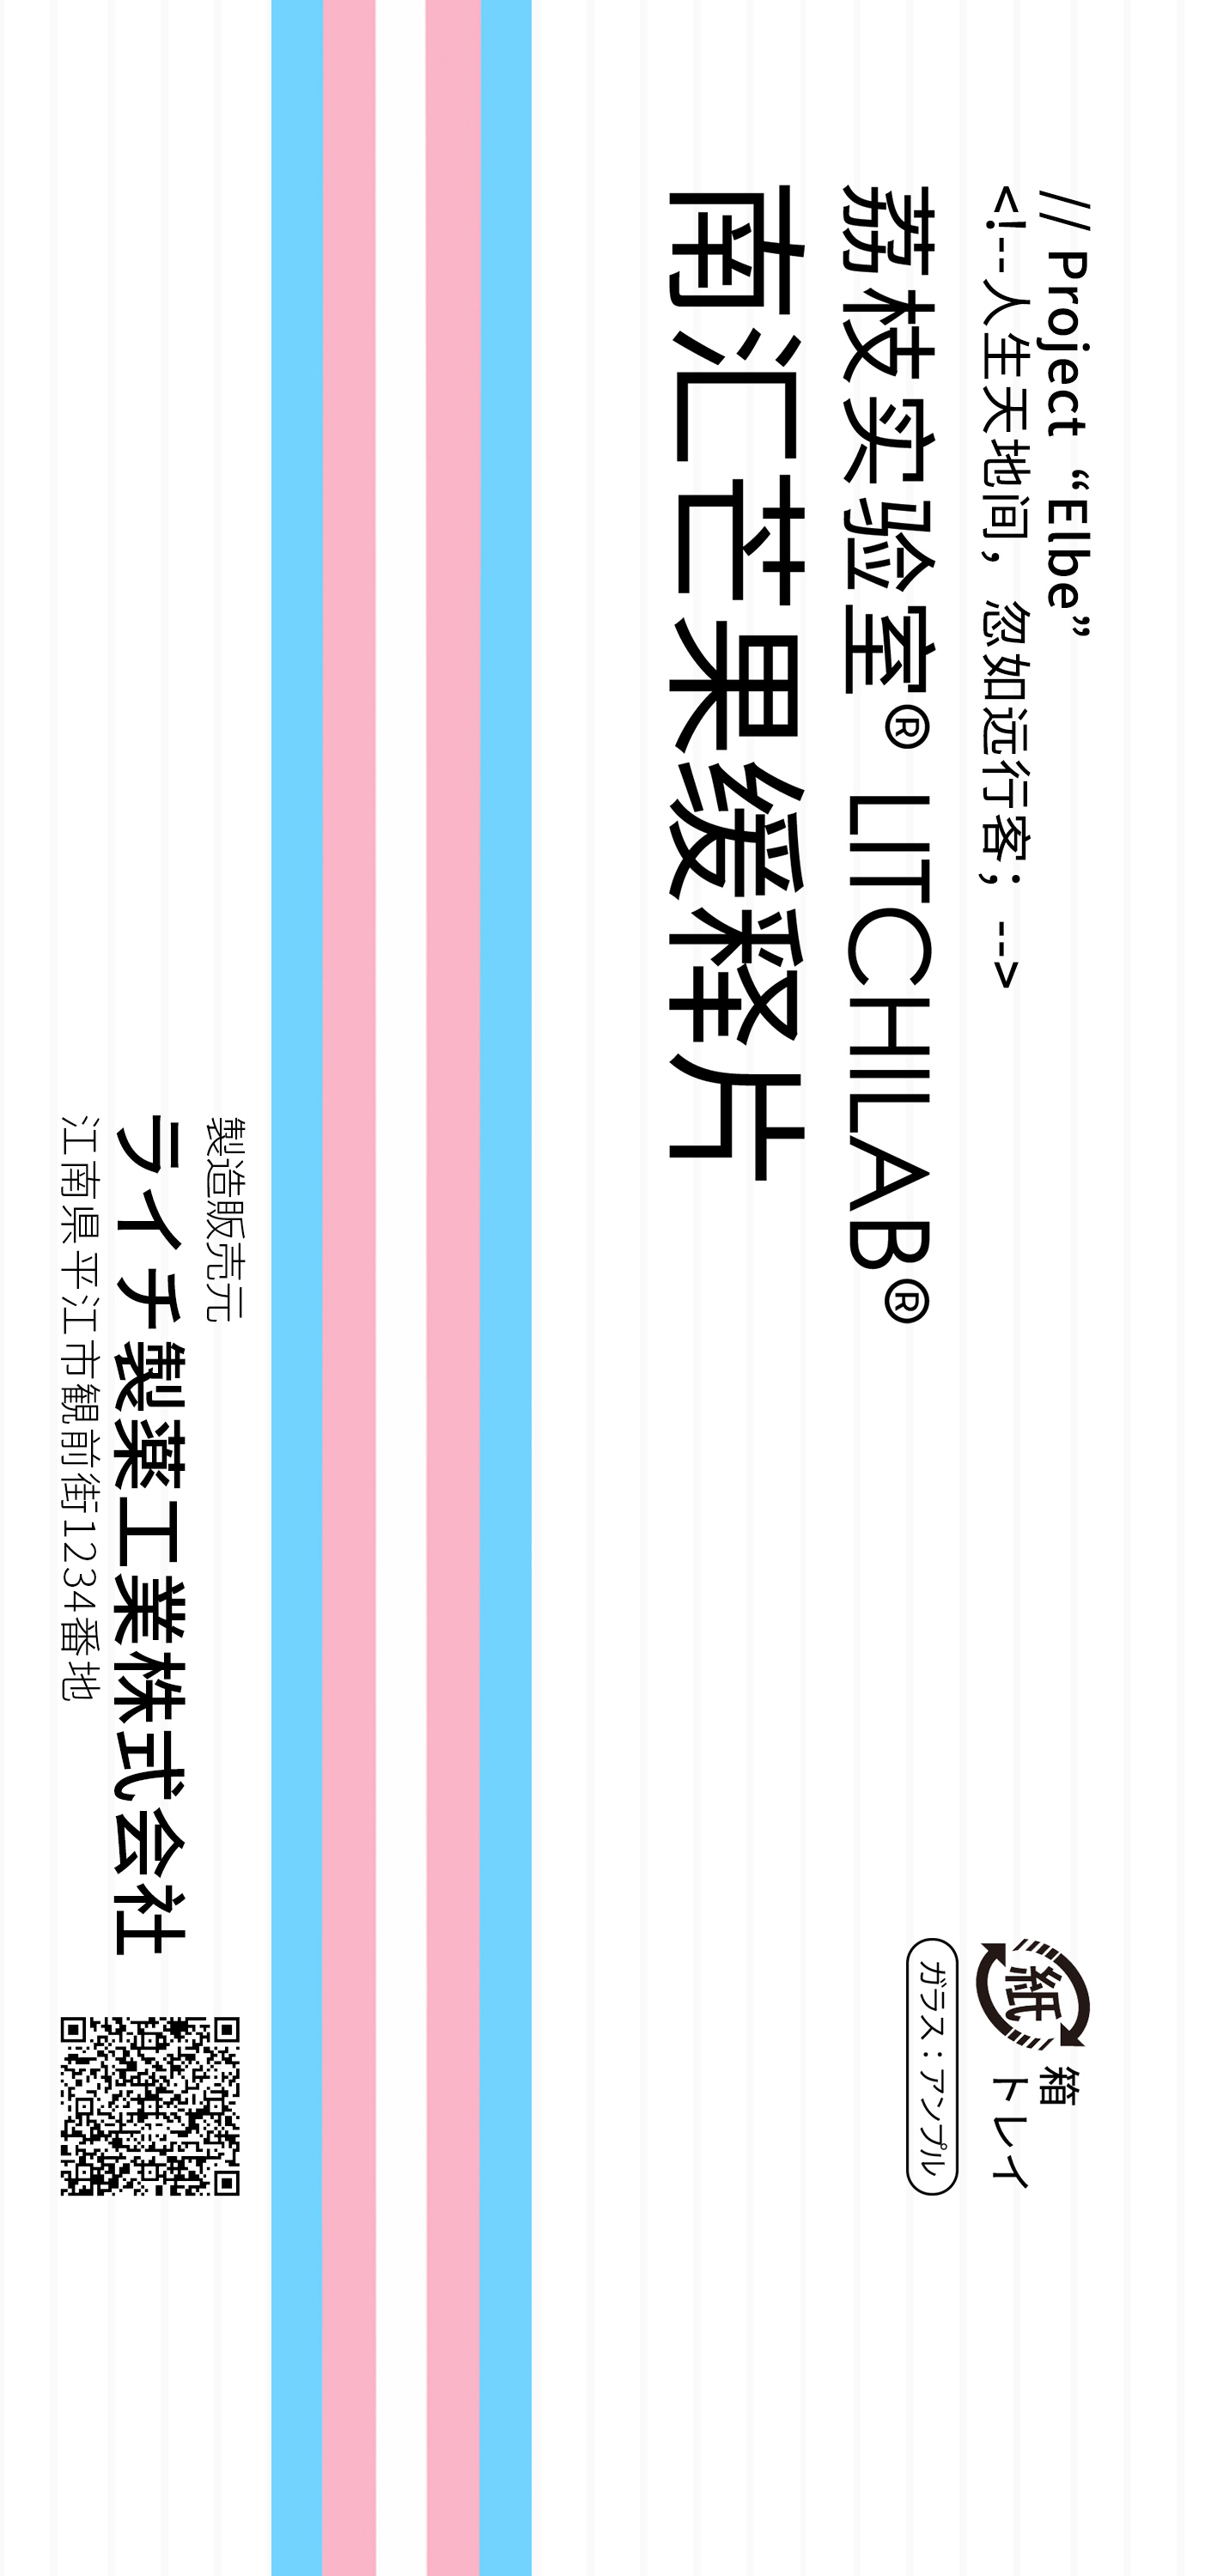 // Project “Elbe”
<!--人生天地间，忽如远行客；-->
荔枝实验室® LITCHILAB®
南汇芒果缓释片
紙
箱
トレイ
ガラス：アンプル
製造販売元
ライチ製薬工業株式会社
江南県平江市観前街1234番地